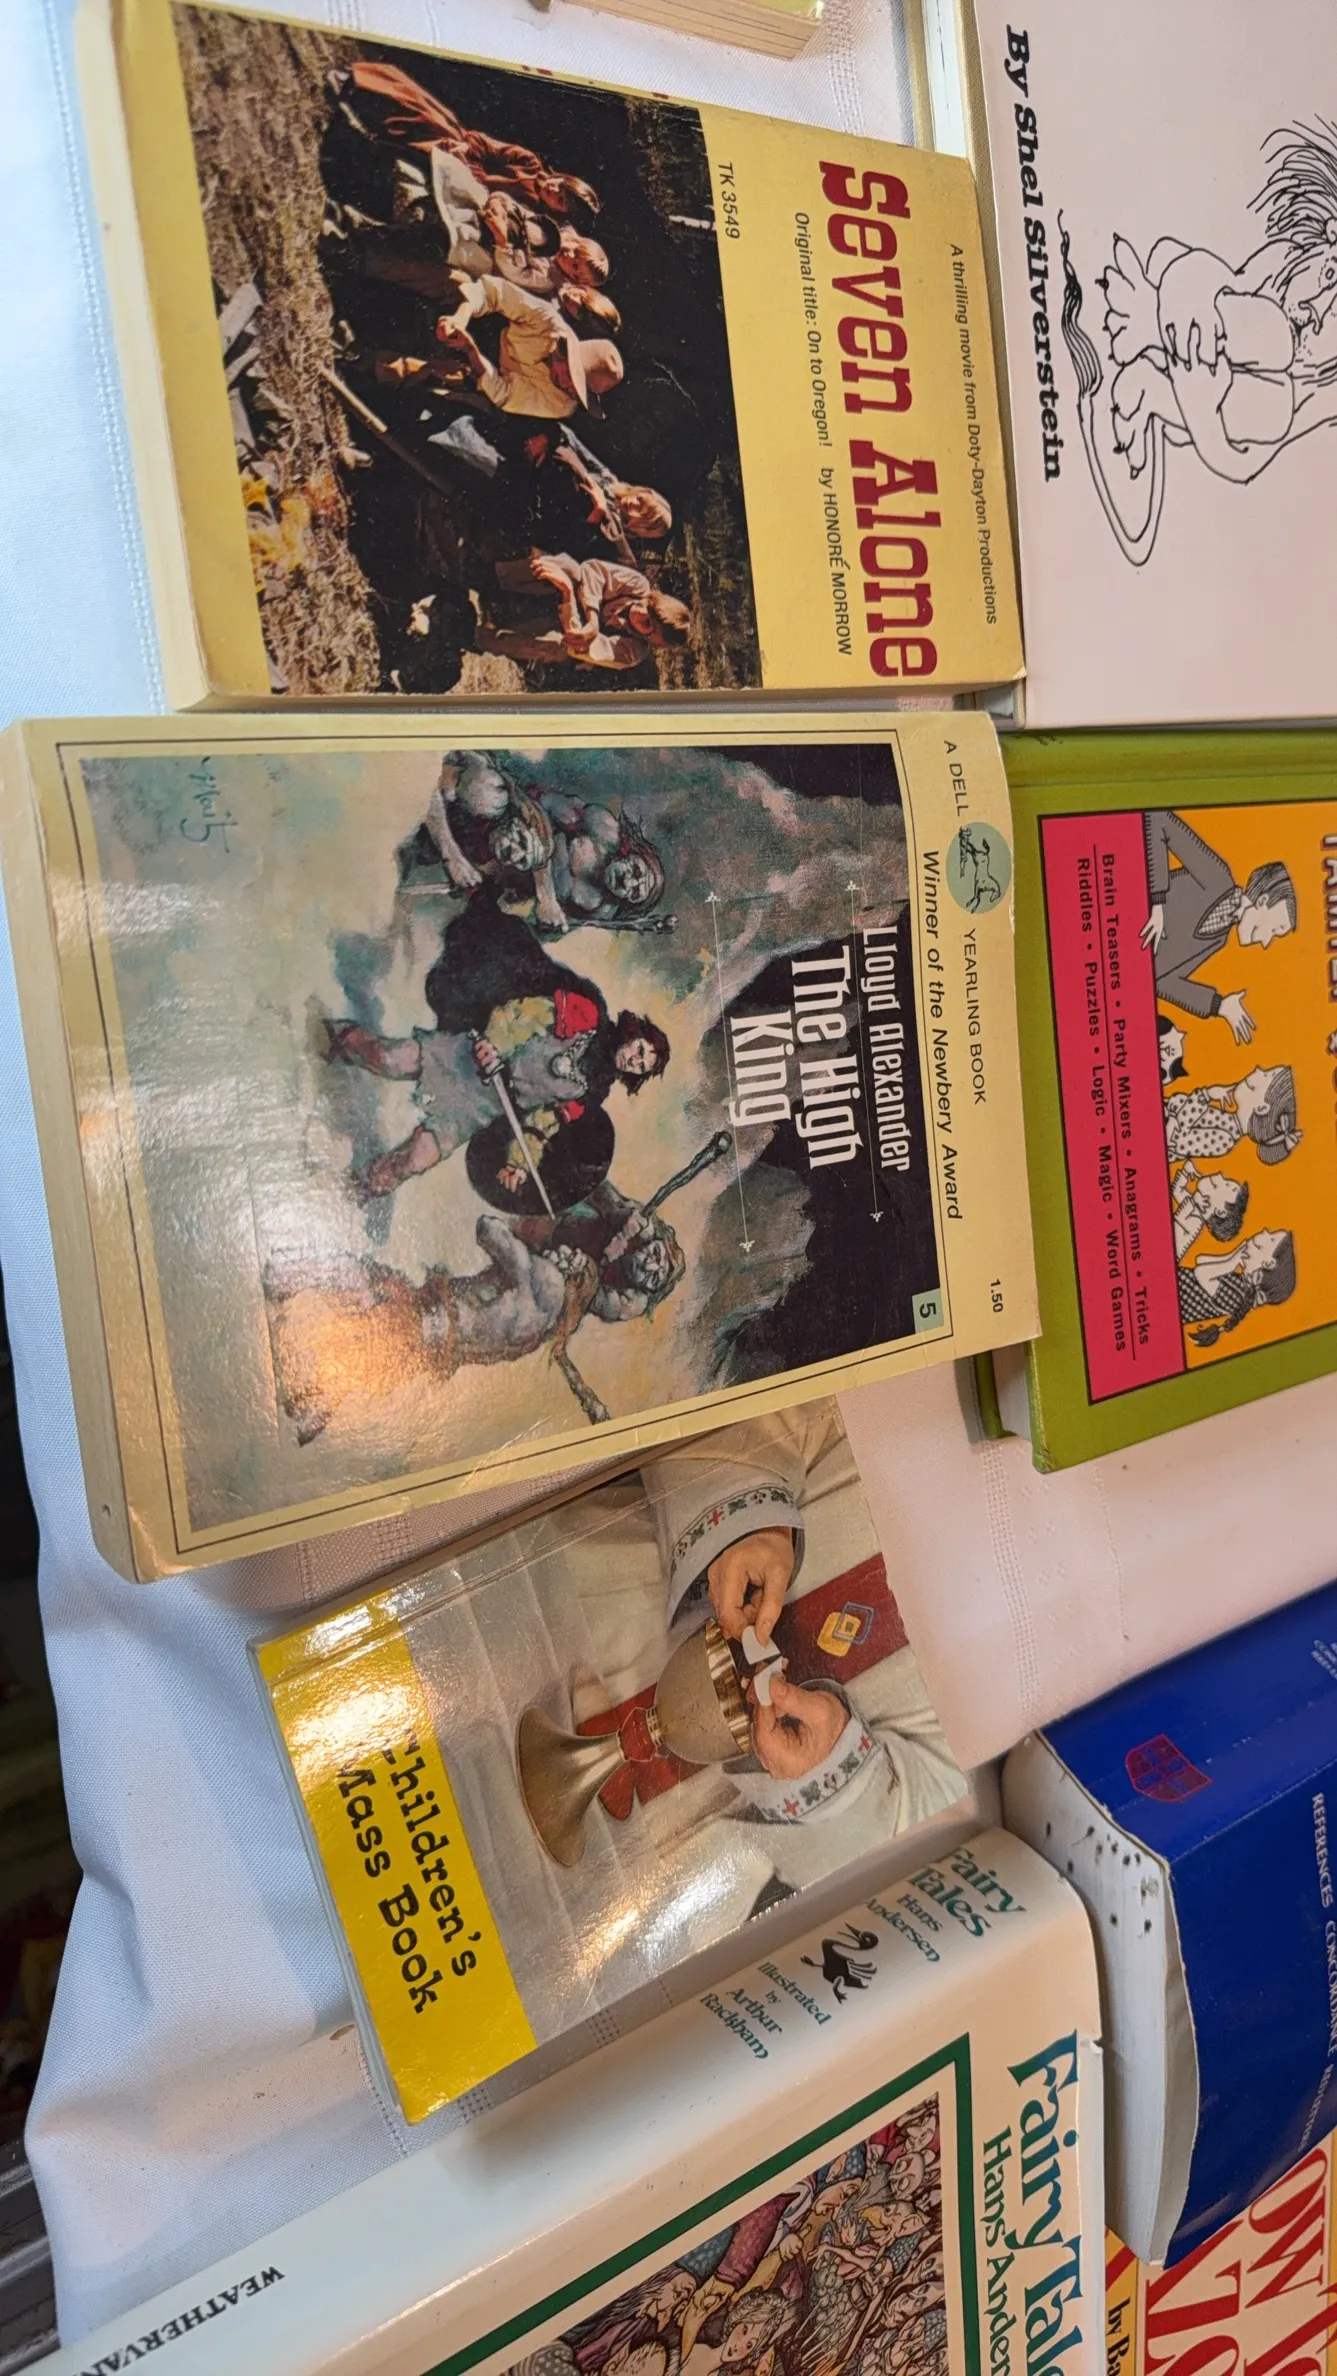 By Shel Silverstein
A thrilling movie from Doty-Dayton Productions
Seven Alone
Original title: On to Oregon! by HONORÉ MORROW
TK 3549
A DELL YEARLING BOOK 1.50
Winner of the Newbery Award
5
Lloyd Alexander
The High
King
Brain Teasers • Party Mixers • Anagrams • Tricks
Riddles • Puzzles • Logic • Magic • Word Games
Children's
Mass Book
Fairy
Tales
Hans
Andersen
Illustrated
by
Arthur
Rackham
Fairy Tal
Hans Ander
WEATHERVAN
REFERENCES CONCORDANCE
OW
by Ba